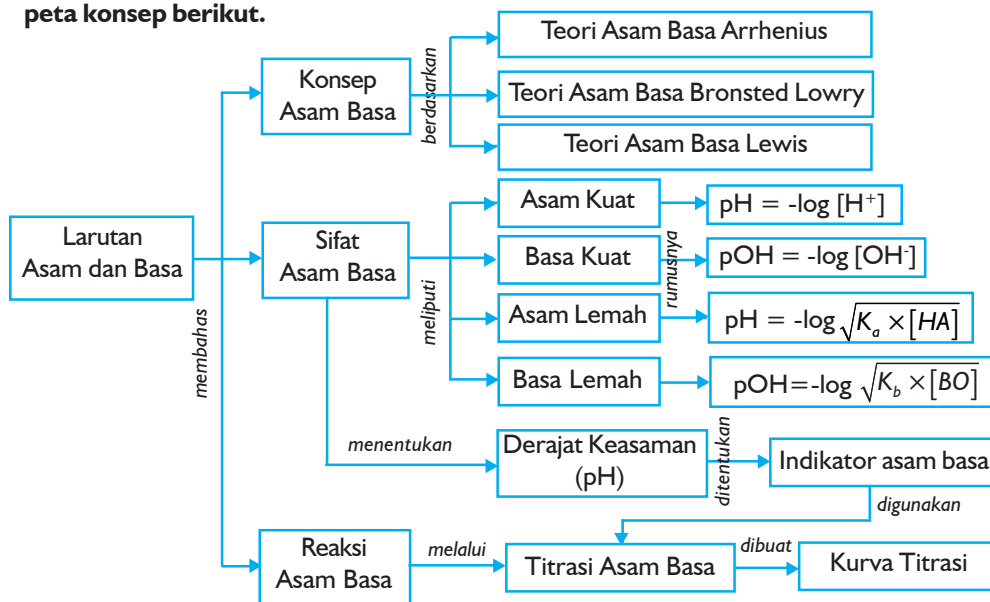 peta konsep berikut.
Teori Asam Basa Arrhenius
Konsep
Asam Basa
berdasarkan
Teori Asam Basa Bronsted Lowry
Teori Asam Basa Lewis
Larutan
Asam dan Basa
membahas
Sifat
Asam Basa
meliputi
Asam Kuat
pH = -log [H⁺]
Basa Kuat
rumusnya
pOH = -log [OH⁻]
Asam Lemah
pH = -log √Kₐ × [HA]
Basa Lemah
pOH=-log √K_b × [BO]
menentukan
Derajat Keasaman
(pH)
ditentukan
Indikator asam basa
digunakan
Reaksi
Asam Basa
melalui
Titrasi Asam Basa
dibuat
Kurva Titrasi